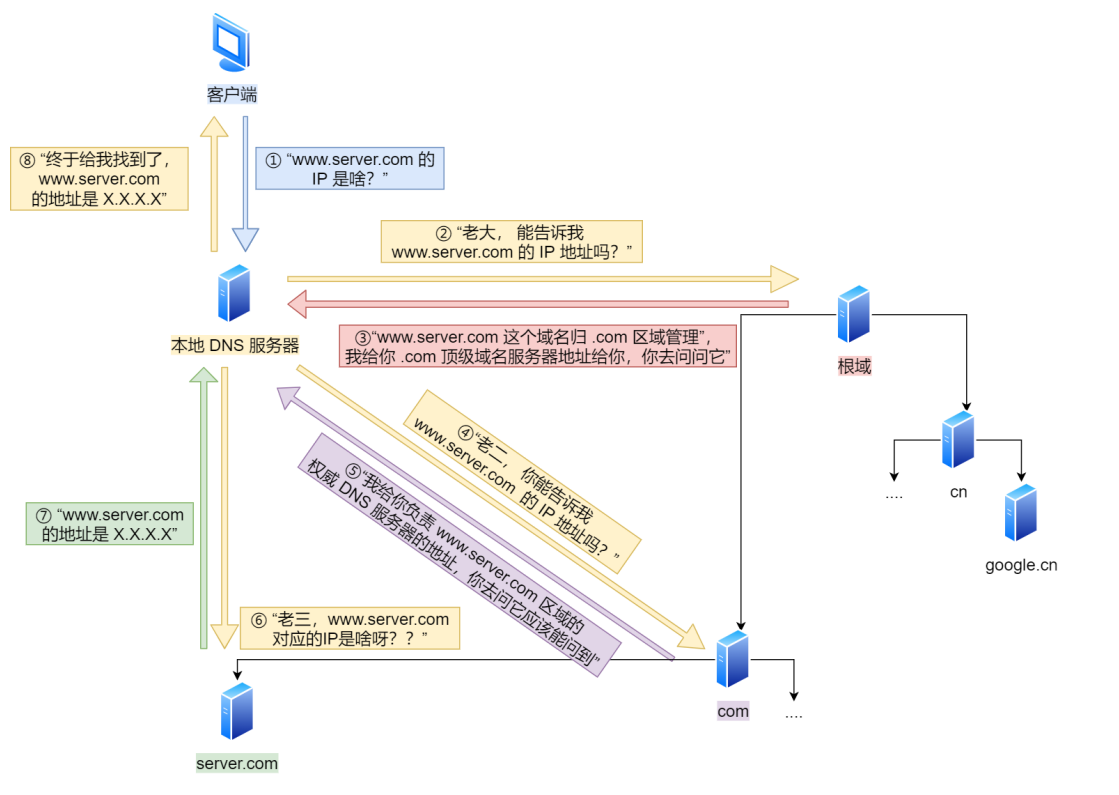 客户端
⑧ “终于给我找到了，
www.server.com
的地址是 X.X.X.X”
① “www.server.com 的
IP 是啥？”
② “老大， 能告诉我
www.server.com 的 IP 地址吗？”
本地 DNS 服务器
③“www.server.com 这个域名归 .com 区域管理”，
我给你 .com 顶级域名服务器地址给你，你去问问它”
根域
④“老二， 你能告诉我
www.server.com 的 IP 地址吗？”
⑤“我给你负责 www.server.com 区域的
权威 DNS 服务器的地址，你去问它应该能问到”
....
cn
google.cn
⑦ “www.server.com
的地址是 X.X.X.X”
⑥ “老三，www.server.com
对应的IP是啥呀？？”
com
....
server.com